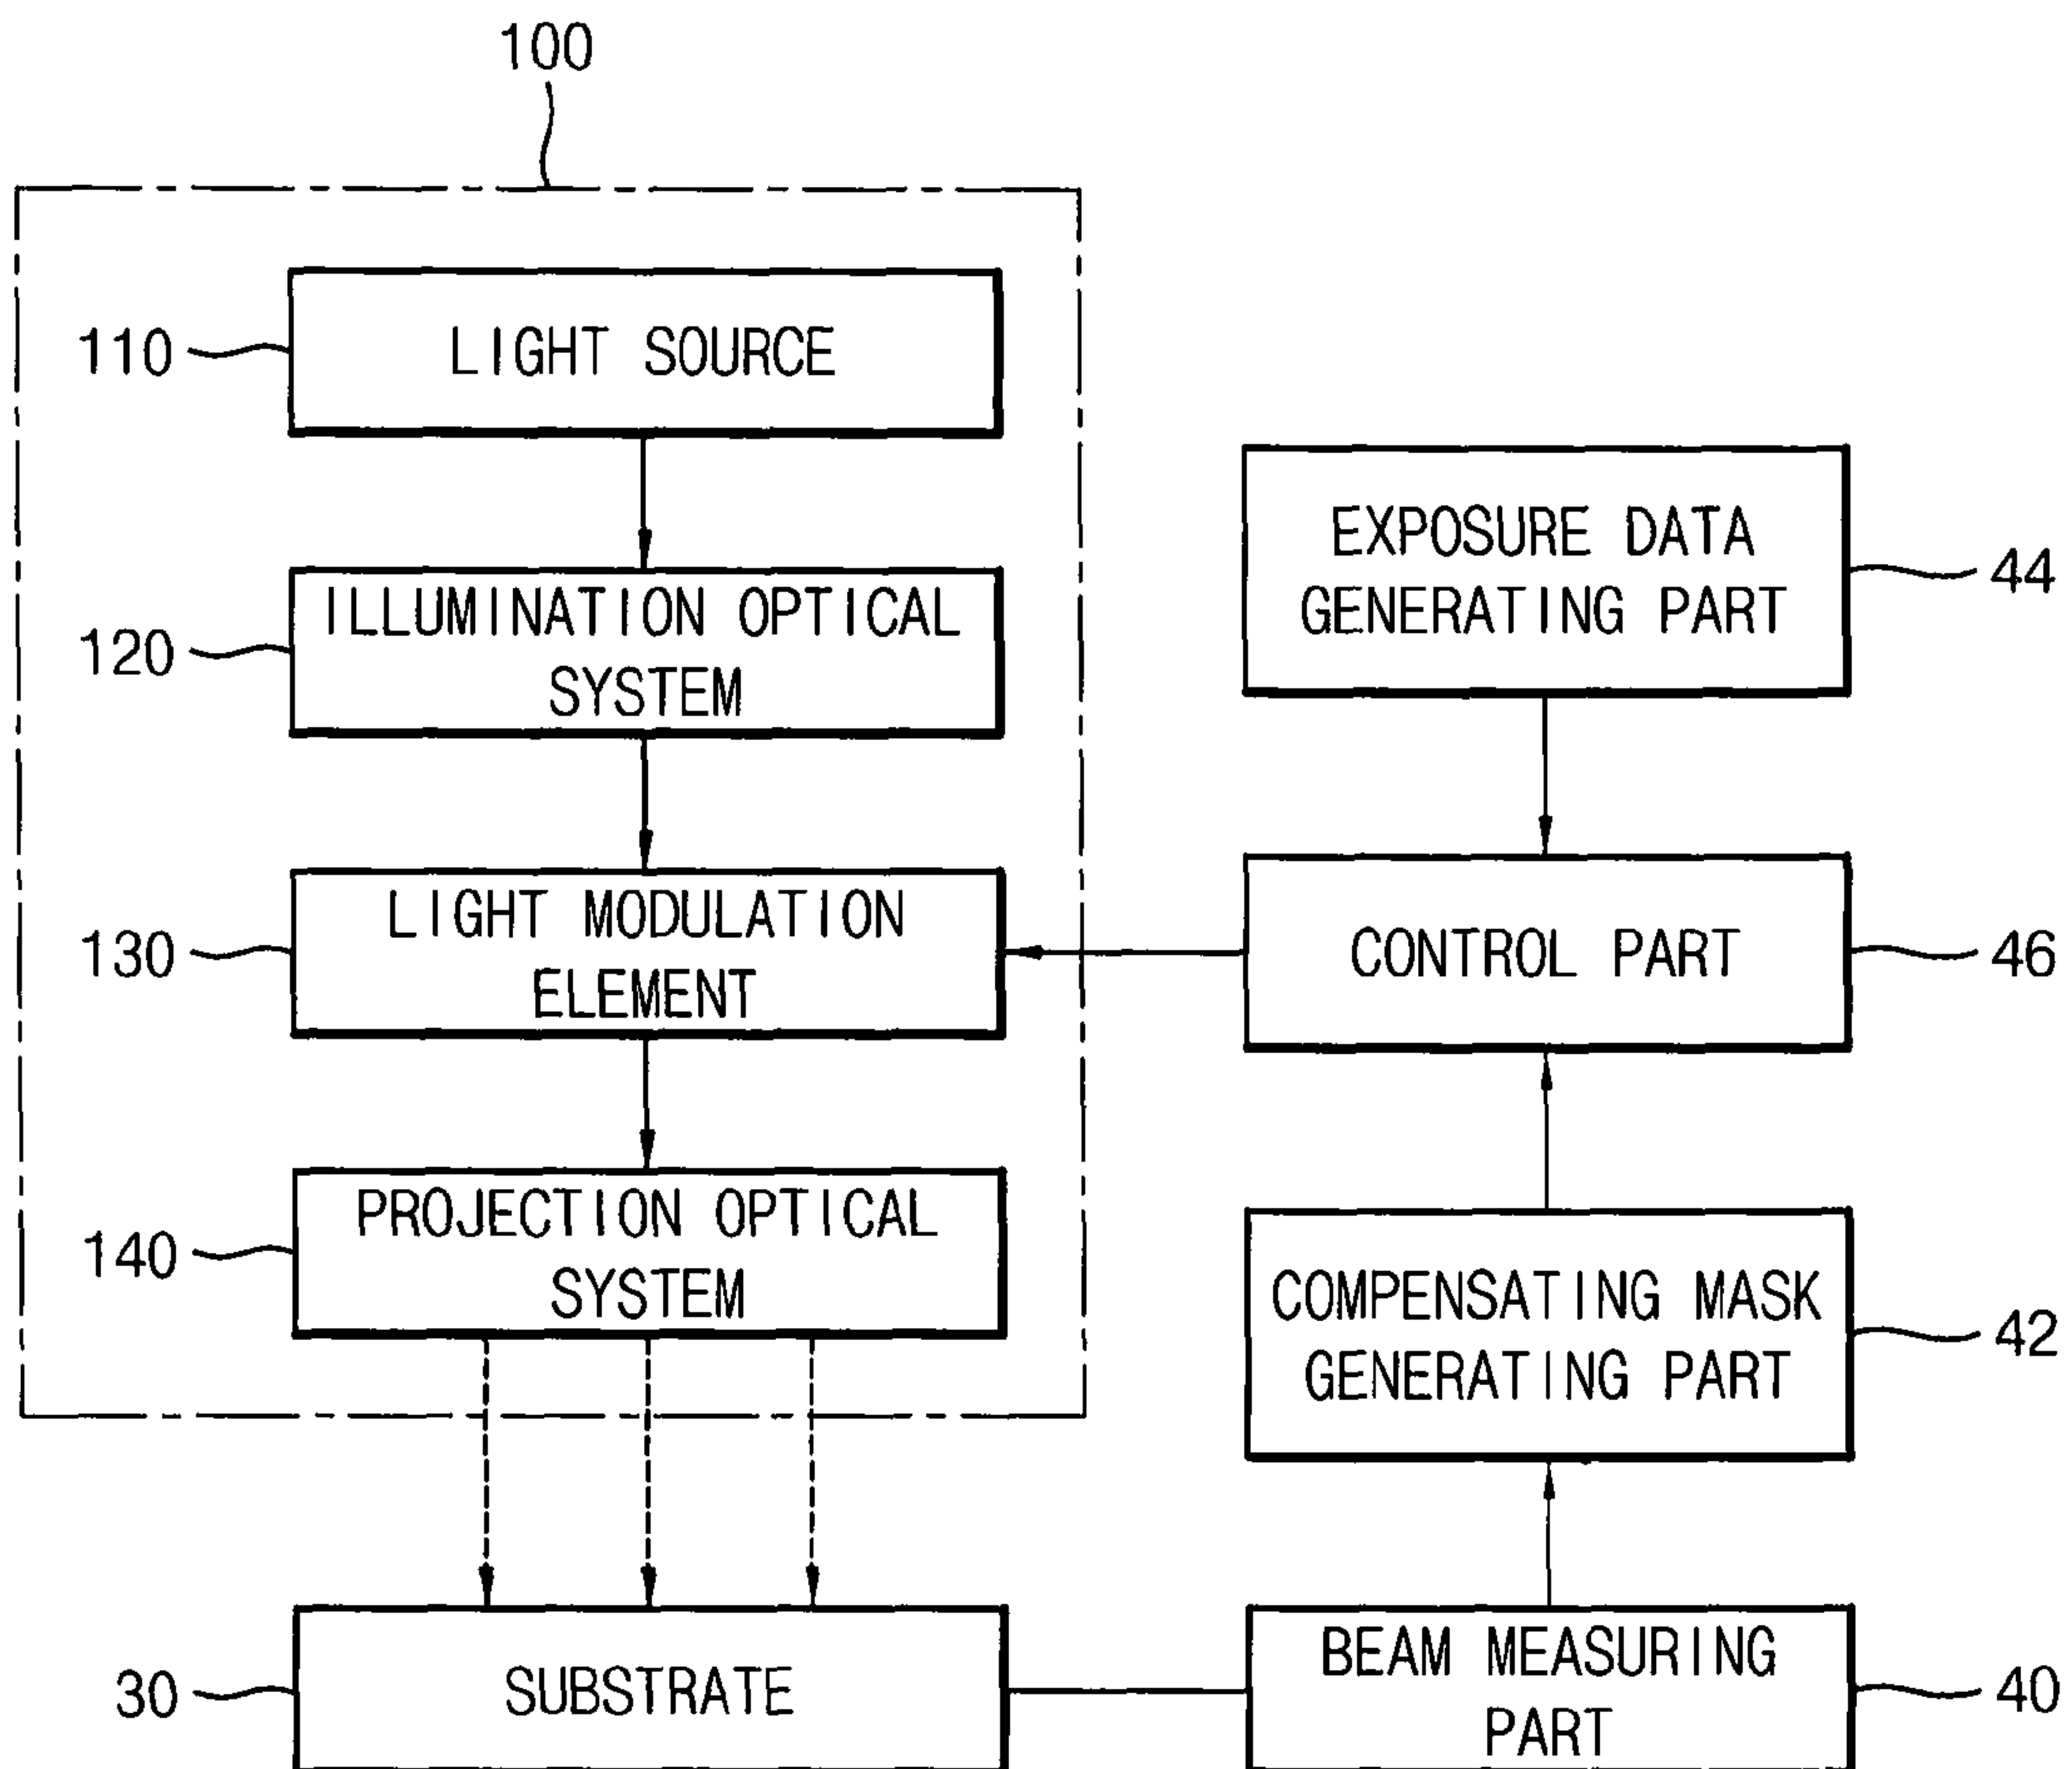 100
110
LIGHT SOURCE
120
ILLUMINATION OPTICAL
SYSTEM
130
LIGHT MODULATION
ELEMENT
140
PROJECTION OPTICAL
SYSTEM
30
SUBSTRATE
EXPOSURE DATA
GENERATING PART
44
CONTROL PART
46
COMPENSATING MASK
GENERATING PART
42
BEAM MEASURING
PART
40